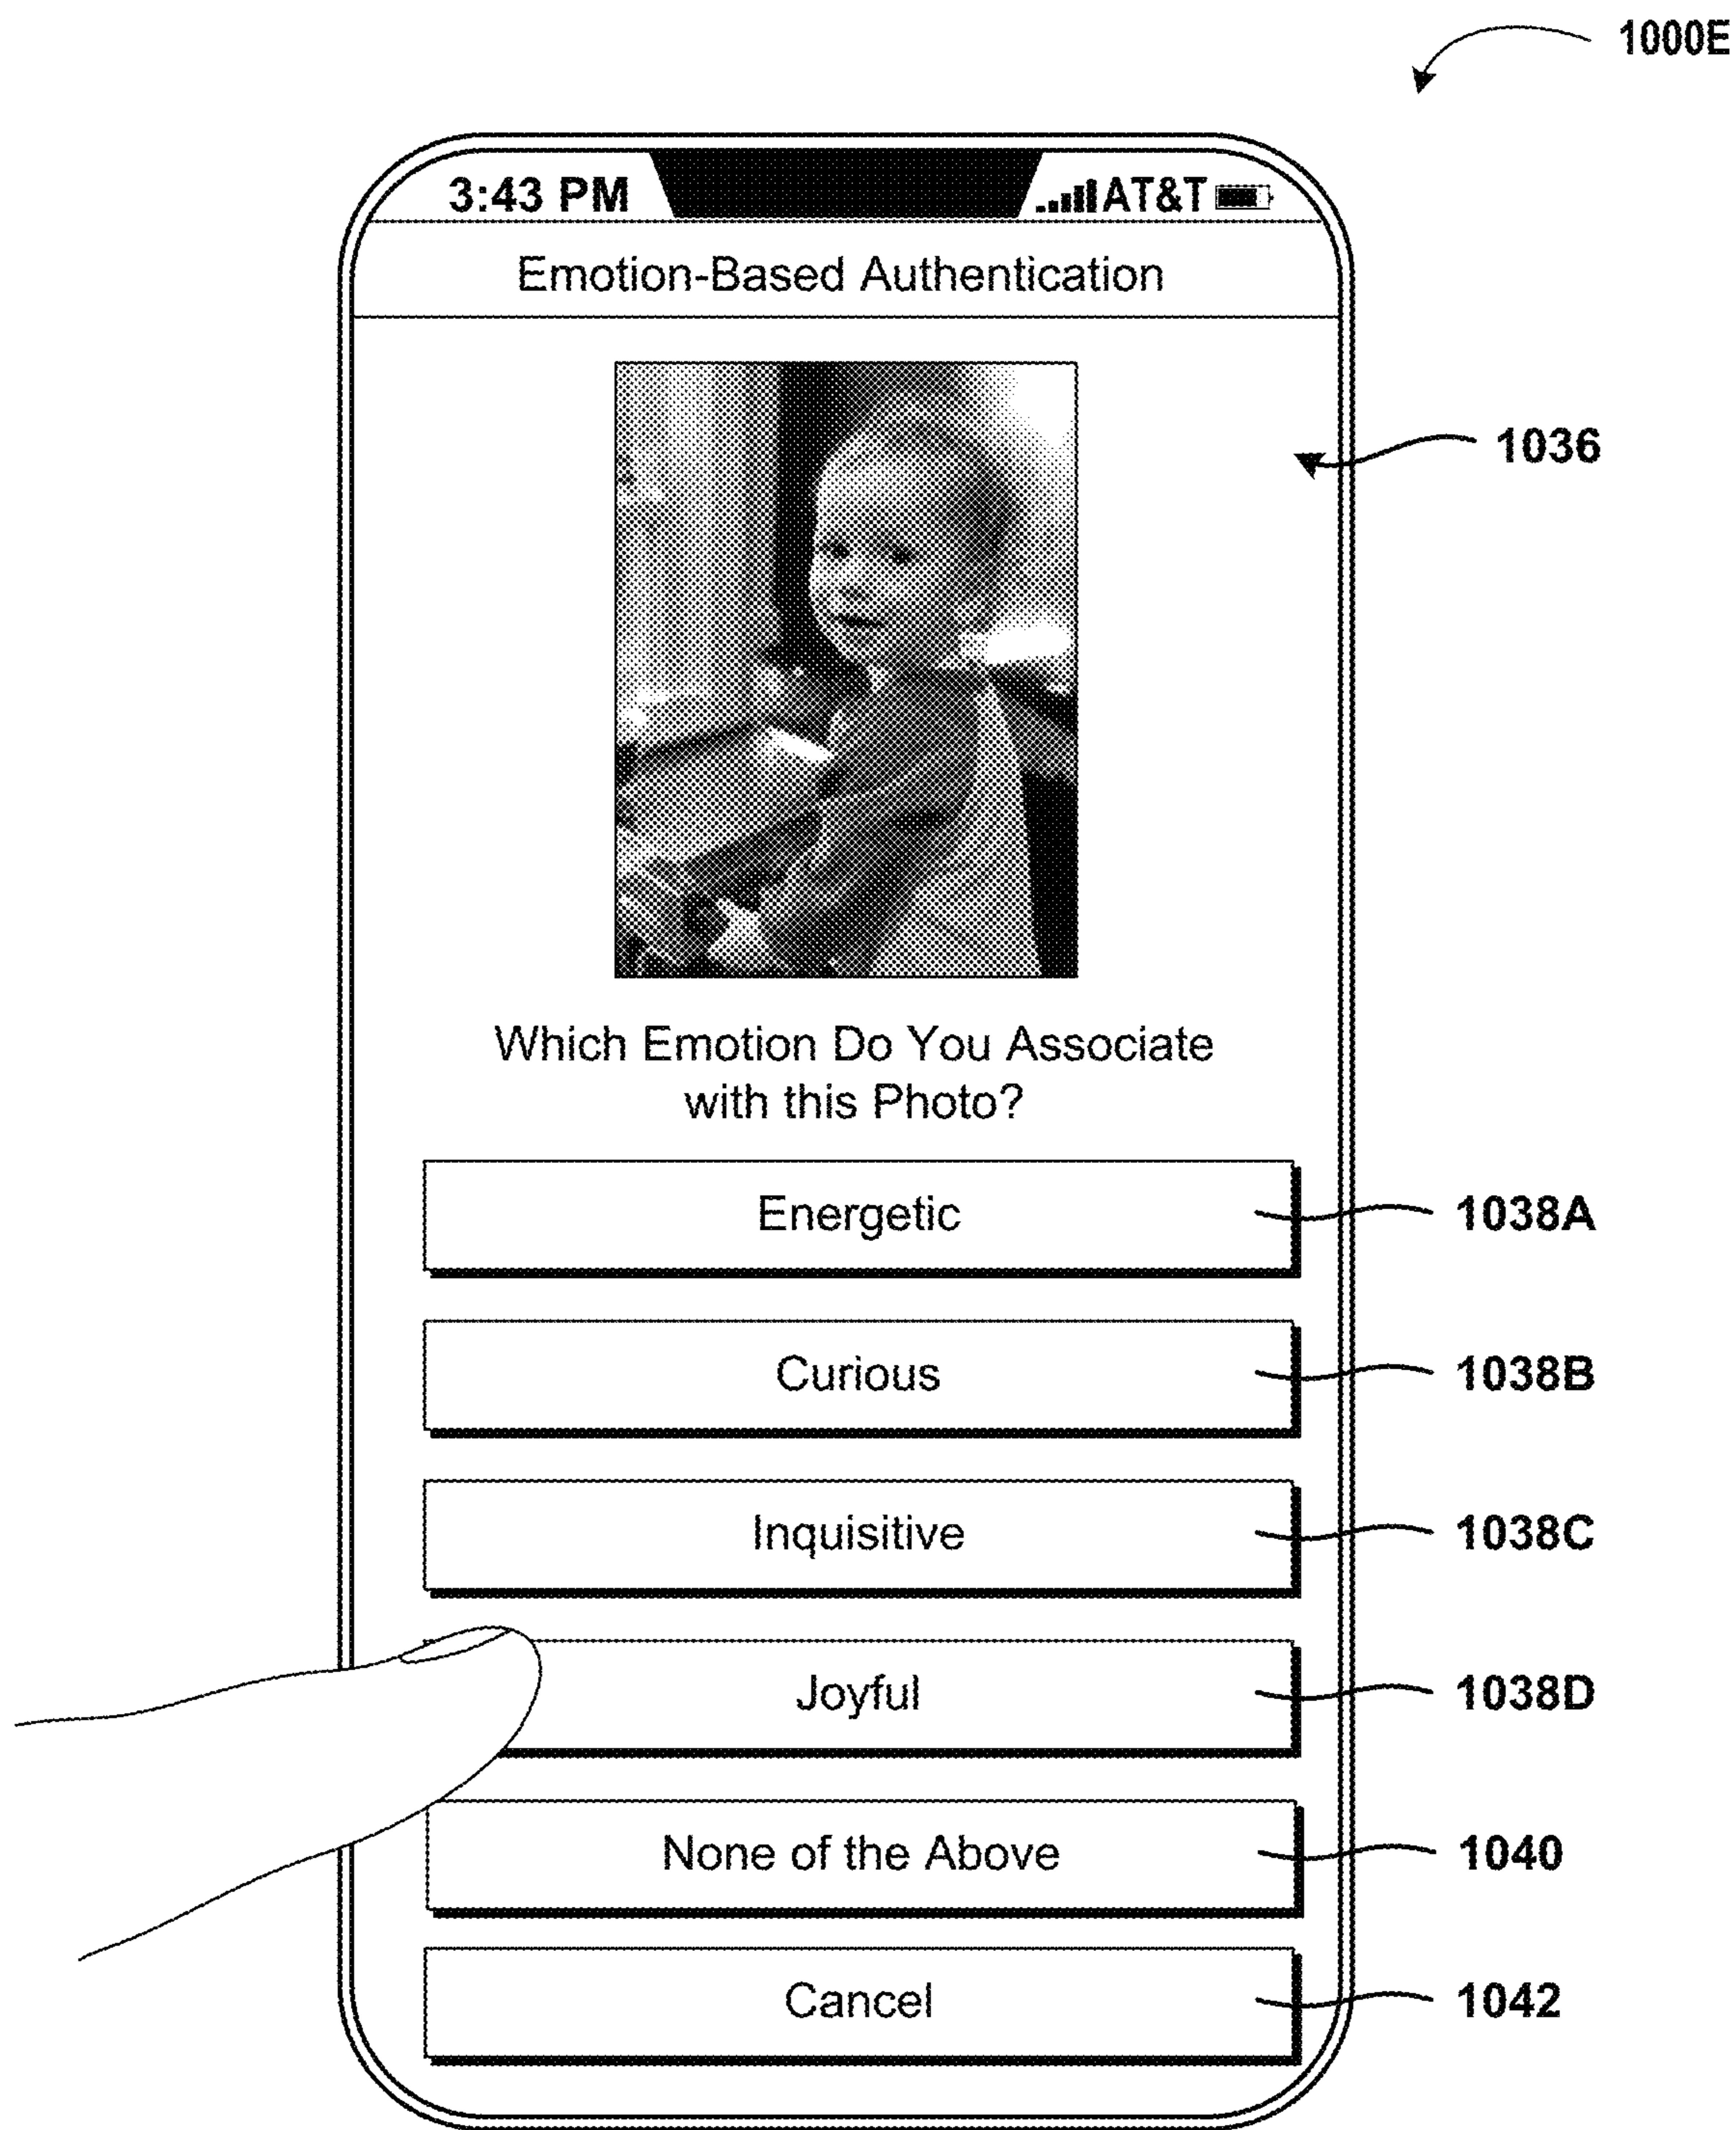 1000E
3:43 PM
AT&T
Emotion-Based Authentication
1036
Which Emotion Do You Associate
with this Photo?
Energetic
1038A
Curious
1038B
Inquisitive
1038C
Joyful
1038D
None of the Above
1040
Cancel
1042